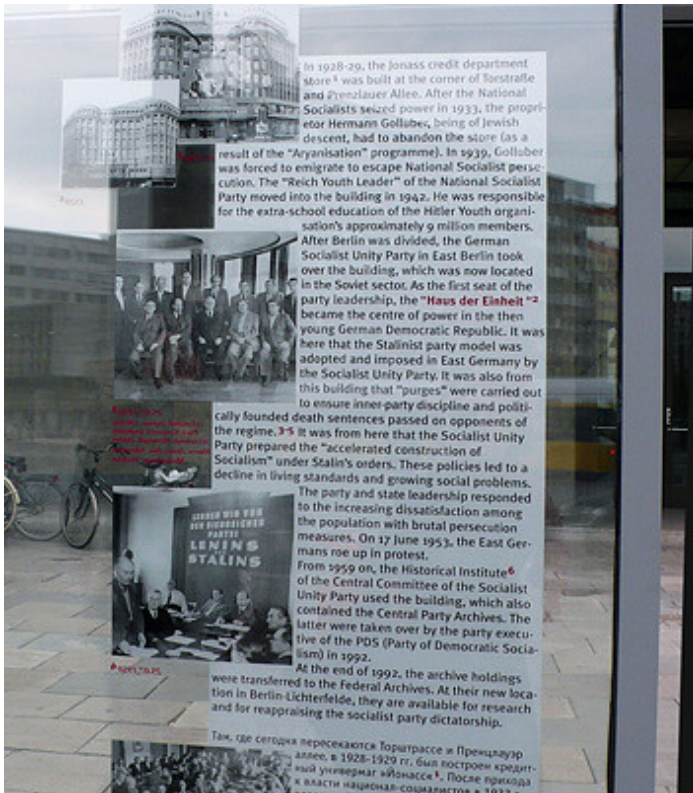 In 1928-29, the Jonass credit department
store¹ was built at the corner of Torstraße
and Prenzlauer Allee. After the National
Socialists seized power in 1933, the propri-
etor Hermann Golluber, being of Jewish
descent, had to abandon the store (as a
result of the "Aryanisation" programme). In 1939, Golluber
was forced to emigrate to escape National Socialist perse-
cution. The "Reich Youth Leader" of the National Socialist
Party moved into the building in 1942. He was responsible
for the extra-school education of the Hitler Youth organi-
sation's approximately 9 million members.
After Berlin was divided, the German
Socialist Unity Party in East Berlin took
over the building, which was now located
in the Soviet sector. As the first seat of the
party leadership, the "Haus der Einheit "²
became the centre of power in the then
young German Democratic Republic. It was
here that the Stalinist party model was
adopted and imposed in East Germany by
the Socialist Unity Party. It was also from
this building that "purges" were carried out
to ensure inner-party discipline and politi-
cally founded death sentences passed on opponents of
the regime.³⁻⁵ It was from here that the Socialist Unity
Party prepared the "accelerated construction of
Socialism" under Stalin's orders. These policies led to a
decline in living standards and growing social problems.
The party and state leadership responded
to the increasing dissatisfaction among
the population with brutal persecution
measures. On 17 June 1953, the East Ger-
mans roe up in protest.
From 1959 on, the Historical Institute⁶
of the Central Committee of the Socialist
Unity Party used the building, which also
contained the Central Party Archives. The
latter were taken over by the party execu-
tive of the PDS (Party of Democratic Socia-
lism) in 1992.
At the end of 1992, the archive holdings
were transferred to the Federal Archives. At their new loca-
tion in Berlin-Lichterfelde, they are available for research
and for reappraising the socialist party dictatorship.
WIR VON
DER SIEGREICHEN
PARTEI
LENINS
STALINS
Там, где сегодня пересекаются Торштрассе и Пренцлауэр
аллее, в 1928-1929 гг. был построен кредит-
ный универмаг «Йонасс»¹. После прихода
к власти национал-социалистов в 1933